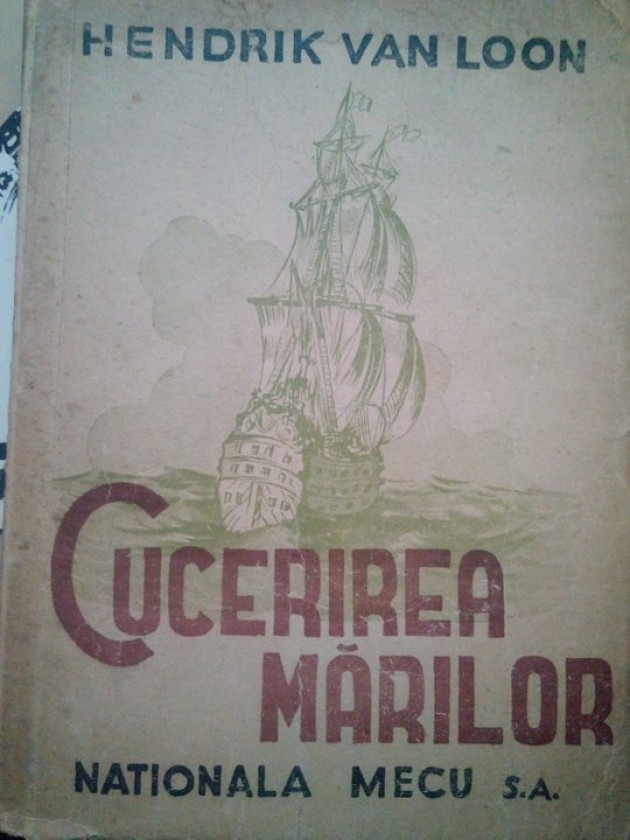 HENDRIK VAN LOON
CUCERIREA
MĂRILOR
NATIONALA MECU S.A.